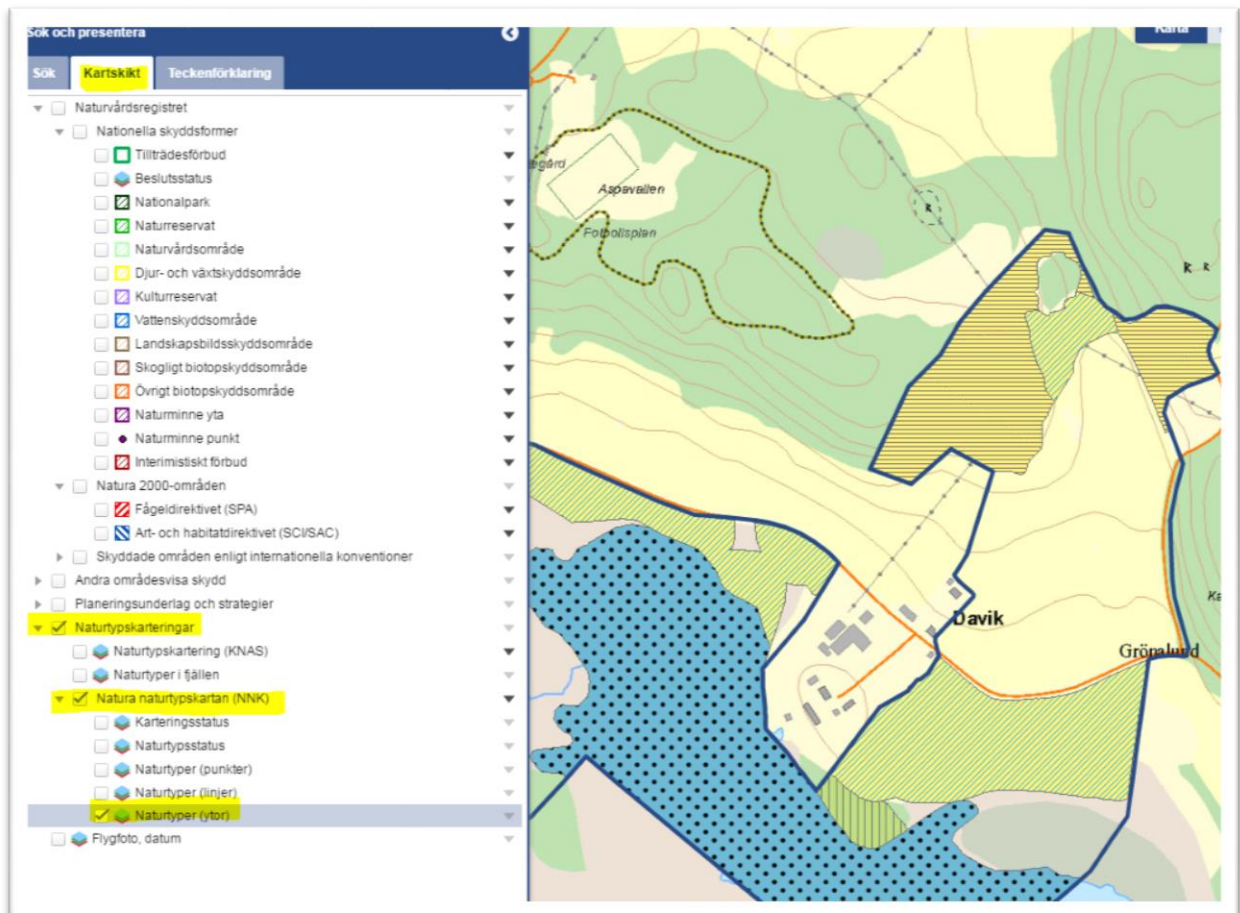 Sök och presentera
Karta
Sök Kartskikt Teckenförklaring
Naturvårdsregistret
Nationella skyddsformer
Tillträdesförbud
Beslutsstatus
Nationalpark
Naturreservat
Naturvårdsområde
Djur- och växtskyddsområde
Kulturreservat
Vattenskyddsområde
Landskapsbildsskyddsområde
Skogligt biotopskyddsområde
Övrigt biotopskyddsområde
Naturminne yta
Naturminne punkt
Interimistiskt förbud
Natura 2000-områden
Fågeldirektivet (SPA)
Art- och habitatdirektivet (SCI/SAC)
Skyddade områden enligt internationella konventioner
Andra områdesvisa skydd
Planeringsunderlag och strategier
Naturtypskarteringar
Naturtypskartering (KNAS)
Naturtyper i fjällen
Natura naturtypskartan (NNK)
Karteringsstatus
Naturtypsstatus
Naturtyper (punkter)
Naturtyper (linjer)
Naturtyper (ytor)
Flygfoto, datum
Aspavallen
Fotbollsplan
R
R R
Davik
Grönslund